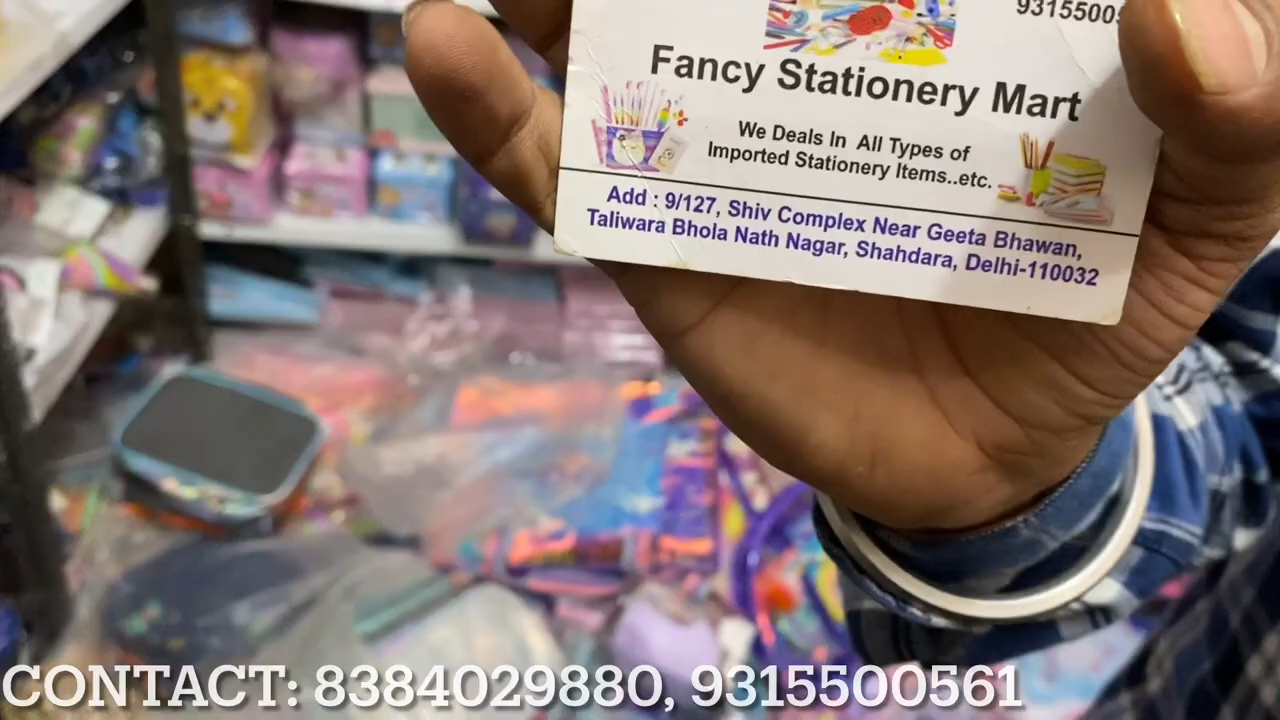 9315500
Fancy Stationery Mart
We Deals In All Types of
Imported Stationery Items..etc.
Add : 9/127, Shiv Complex Near Geeta Bhawan,
Taliwara Bhola Nath Nagar, Shahdara, Delhi-110032
CONTACT: 8384029880, 9315500561